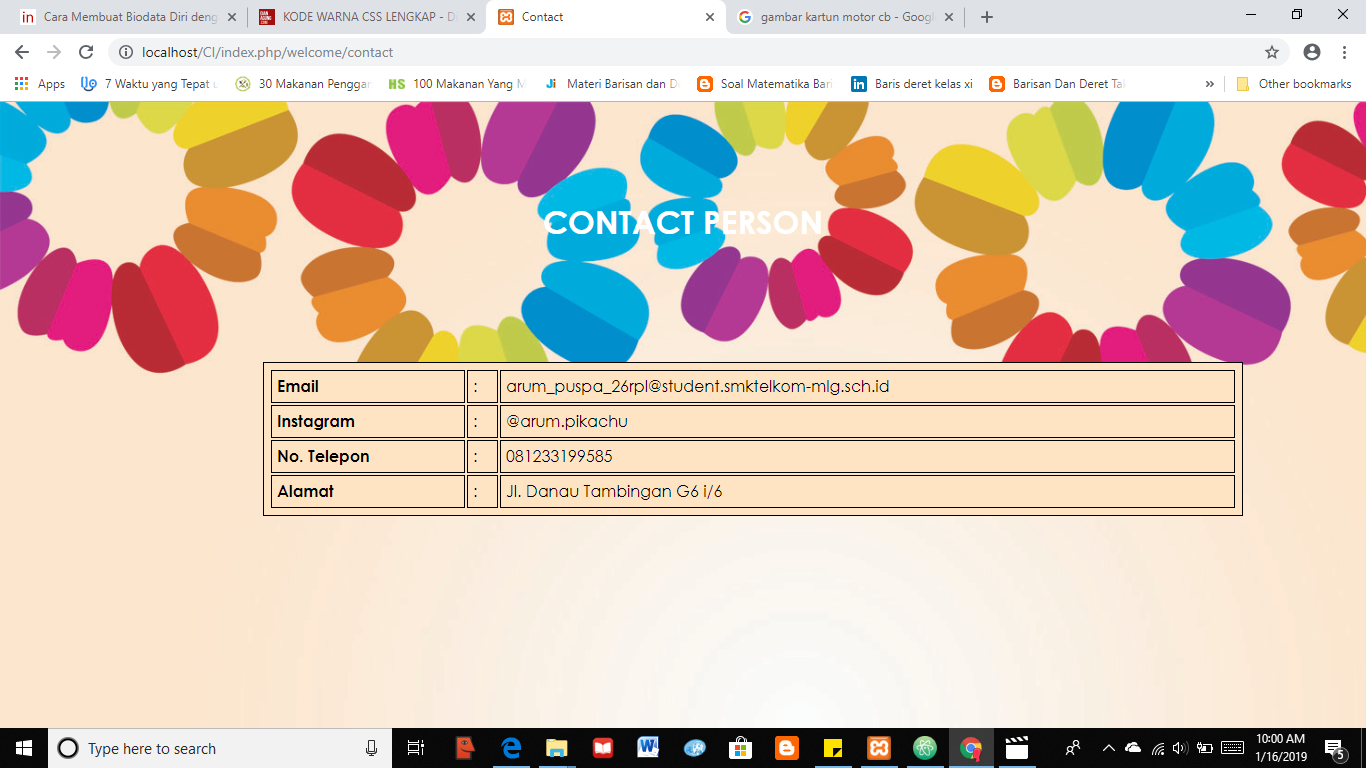 Cara Membuat Biodata Diri deng
KODE WARNA CSS LENGKAP - Di
Contact
gambar kartun motor cb - Googl
localhost/CI/index.php/welcome/contact
Apps
7 Waktu yang Tepat u
30 Makanan Penggan
100 Makanan Yang M
Materi Barisan dan D
Soal Matematika Bari
Baris deret kelas xi
Barisan Dan Deret Tak
Other bookmarks
CONTACT PERSON
Email : arum_puspa_26rpl@student.smktelkom-mlg.sch.id
Instagram : @arum.pikachu
No. Telepon : 081233199585
Alamat : Jl. Danau Tambingan G6 i/6
Type here to search
10:00 AM
1/16/2019
5